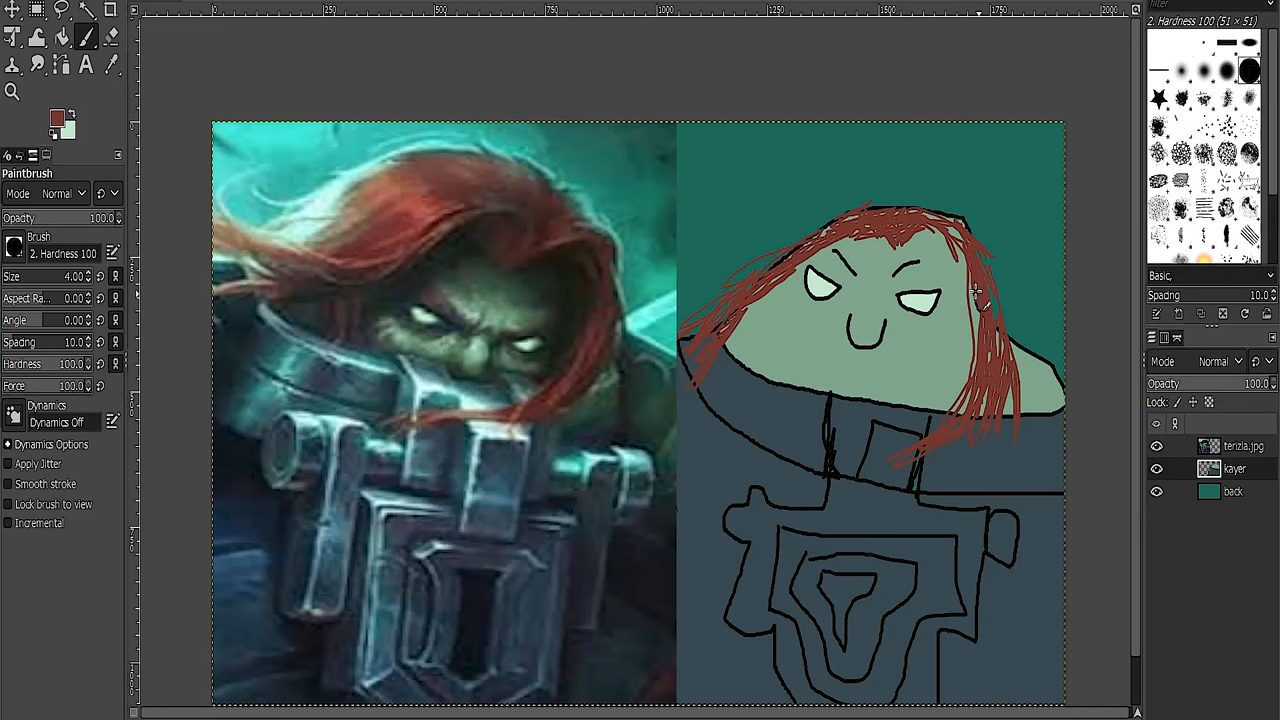 0
250
500
750
1000
1250
1500
1750
2000
filter
2. Hardness 100 (51 × 51)
Paintbrush
Mode Normal
Opacity 100.0
Brush
2. Hardness 100
Size 4.00
Aspect Ra... 0.00
Angle 0.00
Spacing 10.0
Hardness 100.0
Force 100.0
Dynamics
Dynamics Off
Dynamics Options
Apply Jitter
Smooth stroke
Lock brush to view
Incremental
Basic,
Spacing 10.0
Mode Normal
Opacity 100.0
Lock:
terizla.jpg
kayer
back